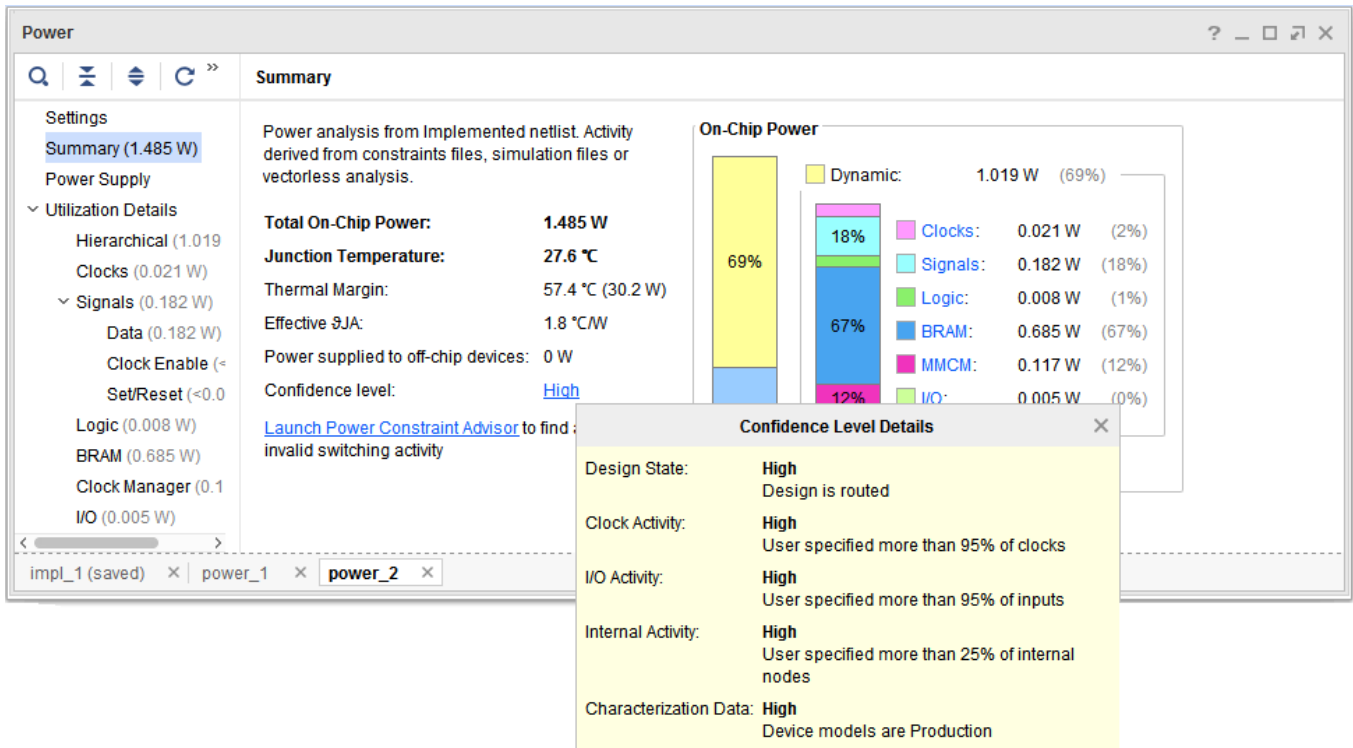 Power
Summary
Settings
Summary (1.485 W)
Power Supply
Utilization Details
Hierarchical (1.019
Clocks (0.021 W)
Signals (0.182 W)
Data (0.182 W)
Clock Enable (<
Set/Reset (<0.0
Logic (0.008 W)
BRAM (0.685 W)
Clock Manager (0.1
I/O (0.005 W)
Power analysis from Implemented netlist. Activity
derived from constraints files, simulation files or
vectorless analysis.
Total On-Chip Power: 1.485 W
Junction Temperature: 27.6 °C
Thermal Margin: 57.4 °C (30.2 W)
Effective ϑJA: 1.8 °C/W
Power supplied to off-chip devices: 0 W
Confidence level: High
Launch Power Constraint Advisor to find
invalid switching activity
On-Chip Power
69%
Dynamic: 1.019 W (69%)
18%
67%
12%
Clocks: 0.021 W (2%)
Signals: 0.182 W (18%)
Logic: 0.008 W (1%)
BRAM: 0.685 W (67%)
MMCM: 0.117 W (12%)
I/O: 0.005 W (0%)
Confidence Level Details
Design State: High
Design is routed
Clock Activity: High
User specified more than 95% of clocks
I/O Activity: High
User specified more than 95% of inputs
Internal Activity: High
User specified more than 25% of internal
nodes
Characterization Data: High
Device models are Production
impl_1 (saved) power_1 power_2